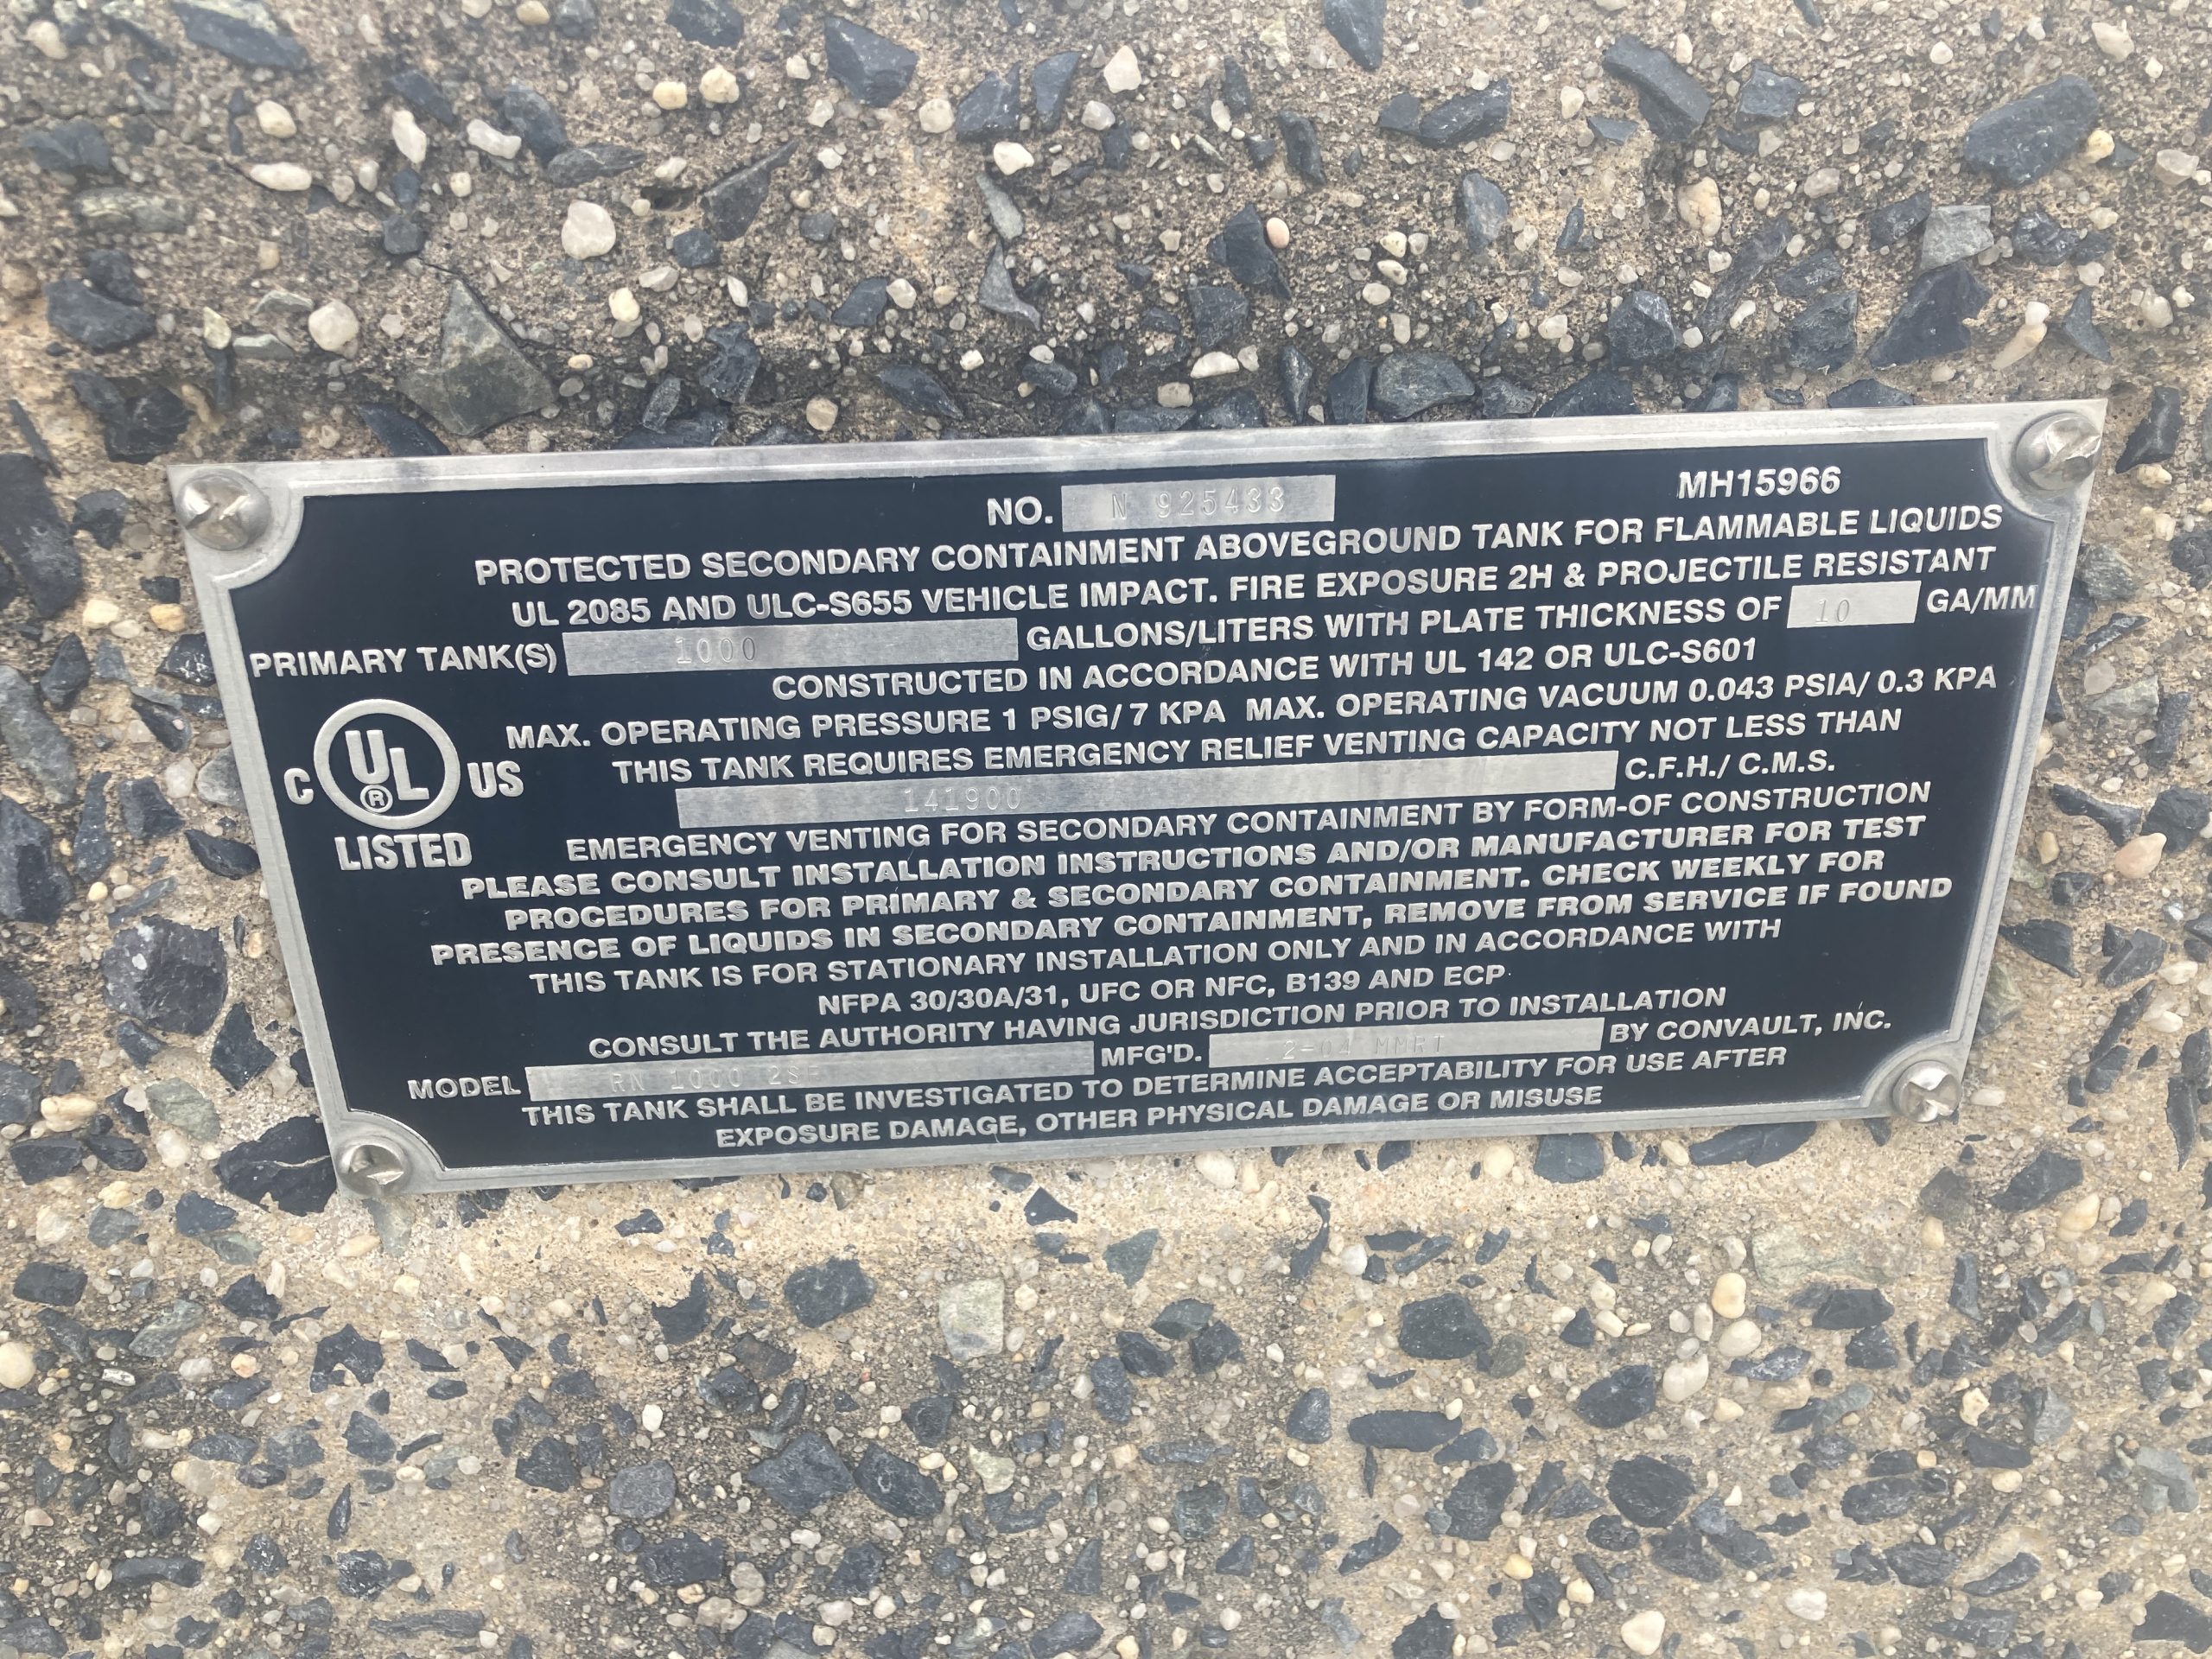 NO. N 925433 MH15966
PROTECTED SECONDARY CONTAINMENT ABOVEGROUND TANK FOR FLAMMABLE LIQUIDS
UL 2085 AND ULC-S655 VEHICLE IMPACT. FIRE EXPOSURE 2H & PROJECTILE RESISTANT
PRIMARY TANK(S) 1000 GALLONS/LITERS WITH PLATE THICKNESS OF 10 GA/MM
CONSTRUCTED IN ACCORDANCE WITH UL 142 OR ULC-S601
MAX. OPERATING PRESSURE 1 PSIG/ 7 KPA MAX. OPERATING VACUUM 0.043 PSIA/ 0.3 KPA
THIS TANK REQUIRES EMERGENCY RELIEF VENTING CAPACITY NOT LESS THAN
141900 C.F.H./ C.M.S.
C UL ® US
LISTED
EMERGENCY VENTING FOR SECONDARY CONTAINMENT BY FORM-OF CONSTRUCTION
PLEASE CONSULT INSTALLATION INSTRUCTIONS AND/OR MANUFACTURER FOR TEST
PROCEDURES FOR PRIMARY & SECONDARY CONTAINMENT. CHECK WEEKLY FOR
PRESENCE OF LIQUIDS IN SECONDARY CONTAINMENT, REMOVE FROM SERVICE IF FOUND
THIS TANK IS FOR STATIONARY INSTALLATION ONLY AND IN ACCORDANCE WITH
NFPA 30/30A/31, UFC OR NFC, B139 AND ECP
CONSULT THE AUTHORITY HAVING JURISDICTION PRIOR TO INSTALLATION
MODEL RN 1000 MFG'D. BY CONVAULT, INC.
THIS TANK SHALL BE INVESTIGATED TO DETERMINE ACCEPTABILITY FOR USE AFTER
EXPOSURE DAMAGE, OTHER PHYSICAL DAMAGE OR MISUSE